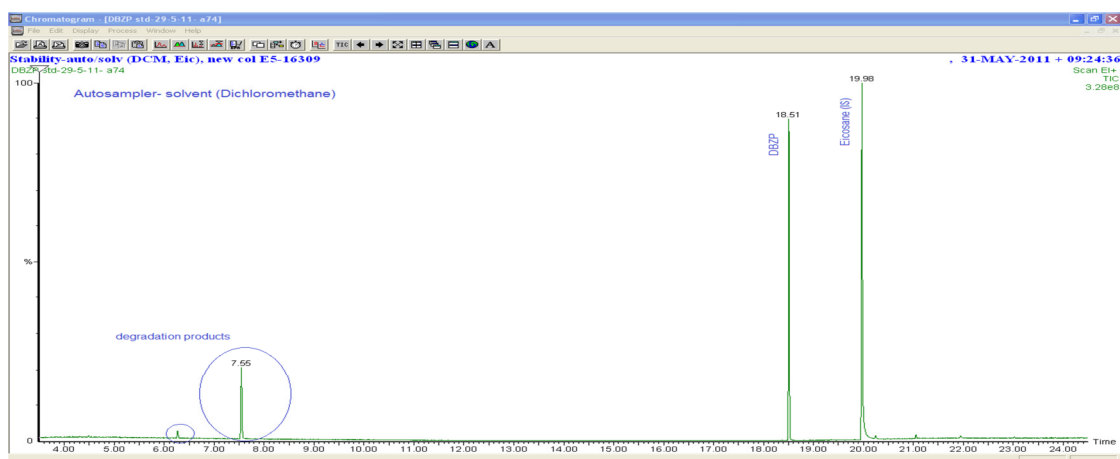 Chromatogram - [DBZP std-29-5-11- a74]
File Edit Display Process Window Help
TIC
A
Stability-auto/solv (DCM, Eic), new col E5-16309
, 31-MAY-2011 + 09:24:36
DBZP std-29-5-11- a74
Scan EI+
TIC
3.28e8
100
Autosampler- solvent (Dichloromethane)
19.98
18.51
Eicosane (IS)
DBZP
%
degradation products
7.55
0
4.00 5.00 6.00 7.00 8.00 9.00 10.00 11.00 12.00 13.00 14.00 15.00 16.00 17.00 18.00 19.00 20.00 21.00 22.00 23.00 24.00
Time